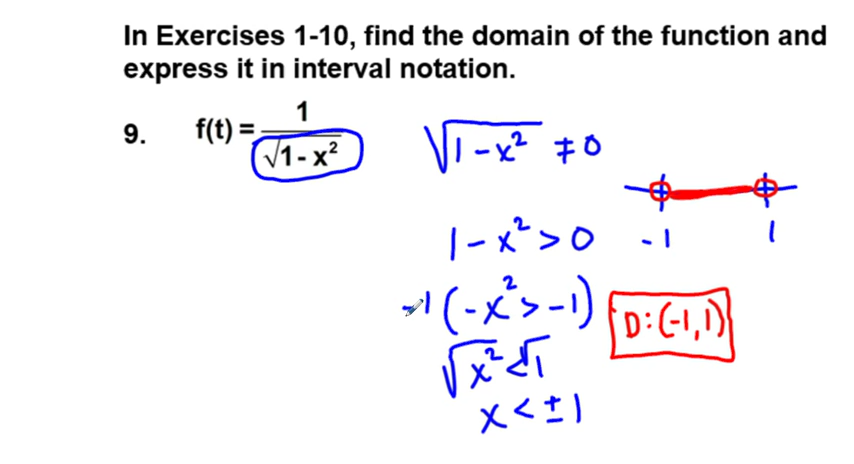 In Exercises 1-10, find the domain of the function and
express it in interval notation.
9. f(t) = 1 / √1 - x²
√1 - x² ≠ 0
1 - x² > 0
-1 1
-1 ( -x² > -1 )
D: (-1, 1)
√x² < √1
x < ± 1